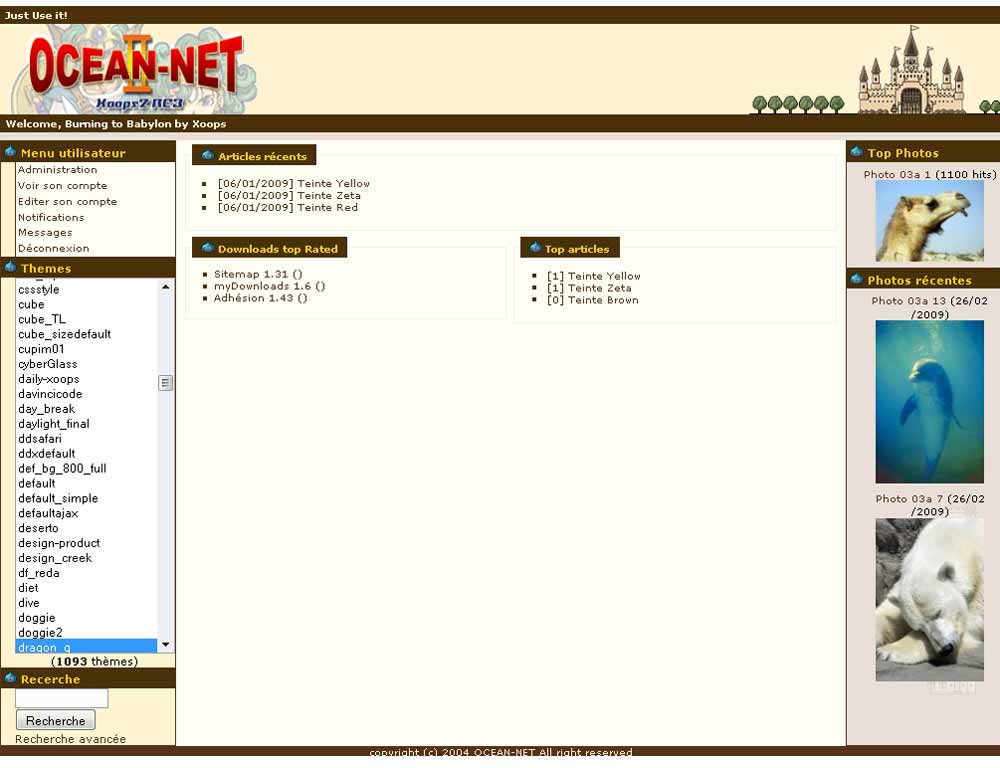 Just Use it!
OCEAN-NET
II
Xoops2-RC3
Welcome, Burning to Babylon by Xoops
Menu utilisateur
Administration
Voir son compte
Editer son compte
Notifications
Messages
Déconnexion
Themes
cssstyle
cube
cube_TL
cube_sizedefault
cupim01
cyberGlass
daily-xoops
davincicode
day_break
daylight_final
ddsafari
ddxdefault
def_bg_800_full
default
default_simple
defaultajax
deserto
design-product
design_creek
df_reda
diet
dive
doggie
doggie2
dragon_g
(1093 thèmes)
Recerche
Recherche
Recherche avancée
Articles récents
[06/01/2009] Teinte Yellow
[06/01/2009] Teinte Zeta
[06/01/2009] Teinte Red
Downloads top Rated
Sitemap 1.31 ()
myDownloads 1.6 ()
Adhésion 1.43 ()
Top articles
[1] Teinte Yellow
[1] Teinte Zeta
[0] Teinte Brown
Top Photos
Photo 03a 1 (1100 hits)
Photos récentes
Photo 03a 13 (26/02
/2009)
Photo 03a 7 (26/02
/2009)
copyright (c) 2004 OCEAN-NET All right reserved